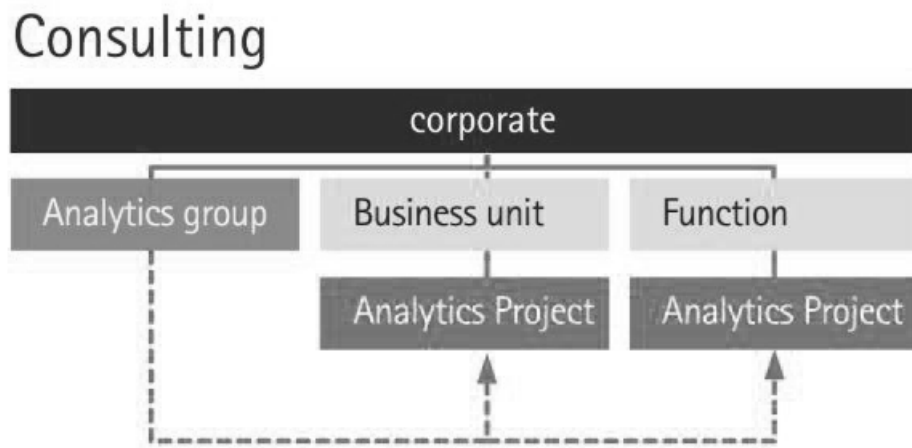 Consulting
corporate
Analytics group
Business unit
Function
Analytics Project
Analytics Project